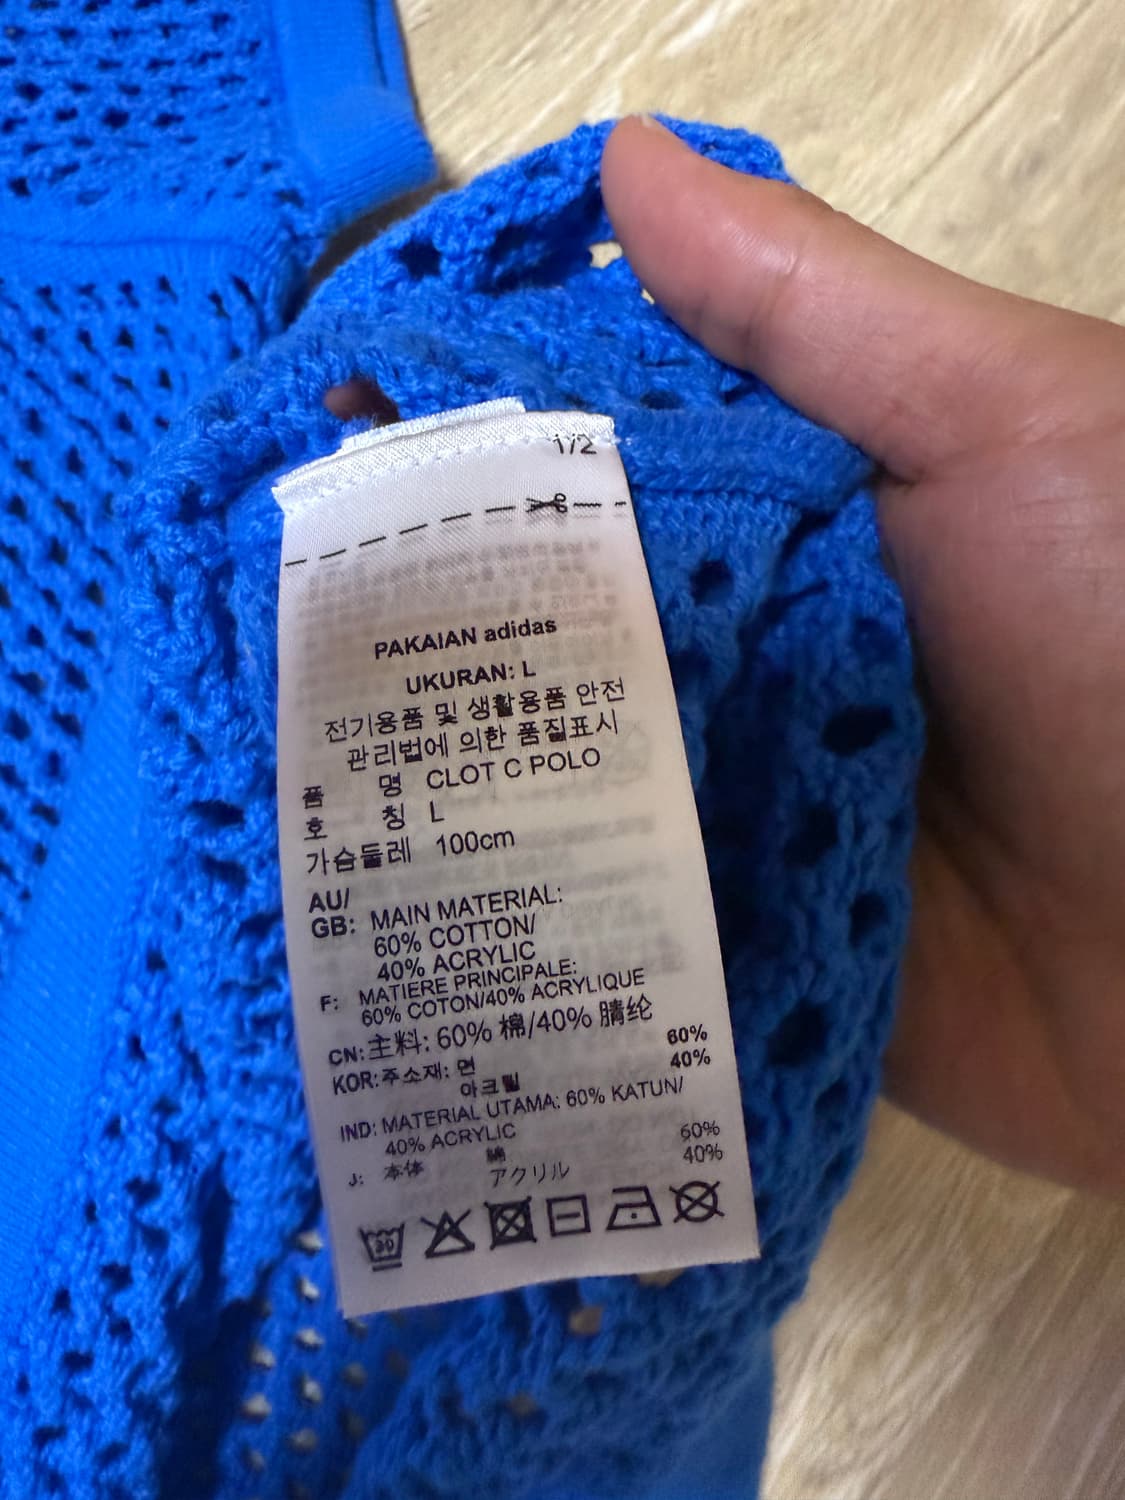 1/2
PAKAIAN adidas
UKURAN: L
전기용품 및 생활용품 안전
관리법에 의한 품질표시
품 명 CLOT C POLO
호 칭 L
가슴둘레 100cm
AU/
GB: MAIN MATERIAL:
60% COTTON/
40% ACRYLIC
F: MATIERE PRINCIPALE:
60% COTON/40% ACRYLIQUE
CN: 主料: 60% 棉/40% 腈纶
KOR: 주소재: 면 60%
아크릴 40%
IND: MATERIAL UTAMA: 60% KATUN/
40% ACRYLIC
J: 本体 綿 60%
アクリル 40%
30